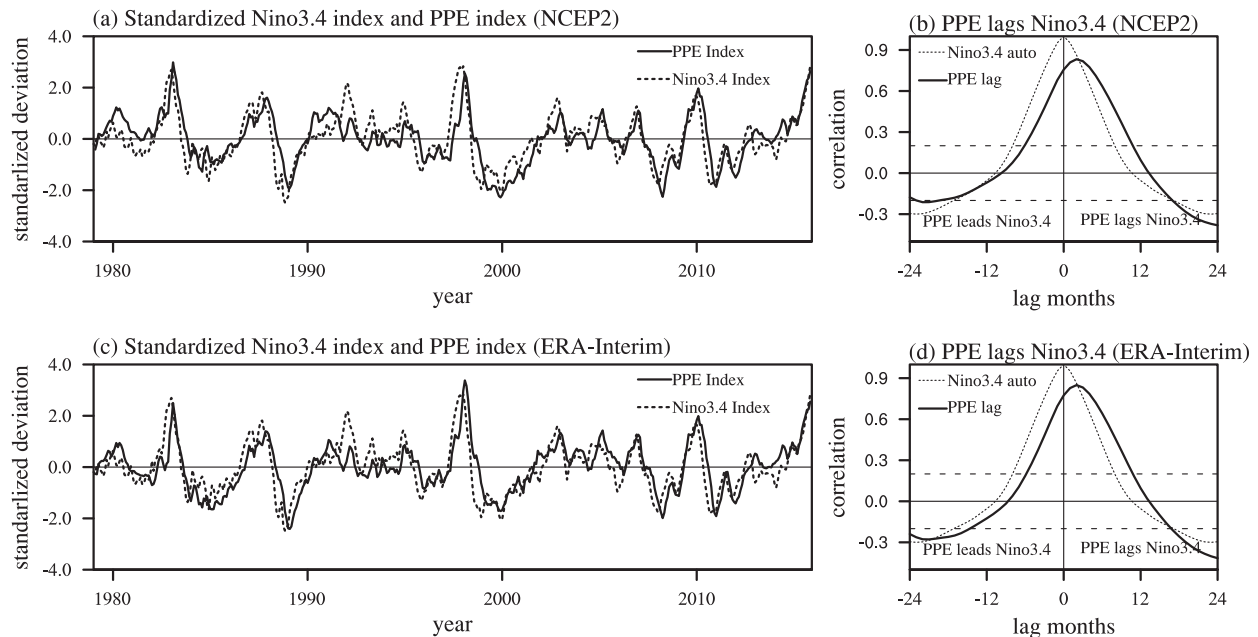 (a) Standardized Nino3.4 index and PPE index (NCEP2)
standarlized deviation
4.0
2.0
0.0
-2.0
-4.0
PPE Index
Nino3.4 Index
1980
1990
2000
2010
year
(b) PPE lags Nino3.4 (NCEP2)
correlation
0.9
0.6
0.3
0.0
-0.3
Nino3.4 auto
PPE lag
PPE leads Nino3.4
PPE lags Nino3.4
-24
-12
0
12
24
lag months
(c) Standardized Nino3.4 index and PPE index (ERA-Interim)
standarlized deviation
4.0
2.0
0.0
-2.0
-4.0
PPE Index
Nino3.4 Index
1980
1990
2000
2010
year
(d) PPE lags Nino3.4 (ERA-Interim)
correlation
0.9
0.6
0.3
0.0
-0.3
Nino3.4 auto
PPE lag
PPE leads Nino3.4
PPE lags Nino3.4
-24
-12
0
12
24
lag months